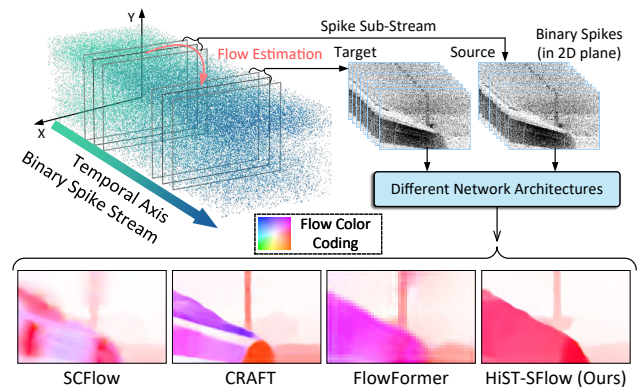 Y
X
Spike Sub-Stream
Binary Spikes
(in 2D plane)
Flow Estimation
Target
Source
Temporal Axis
Binary Spike Stream
Different Network Architectures
Flow Color
Coding
SCFlow
CRAFT
FlowFormer
HiST-SFlow (Ours)